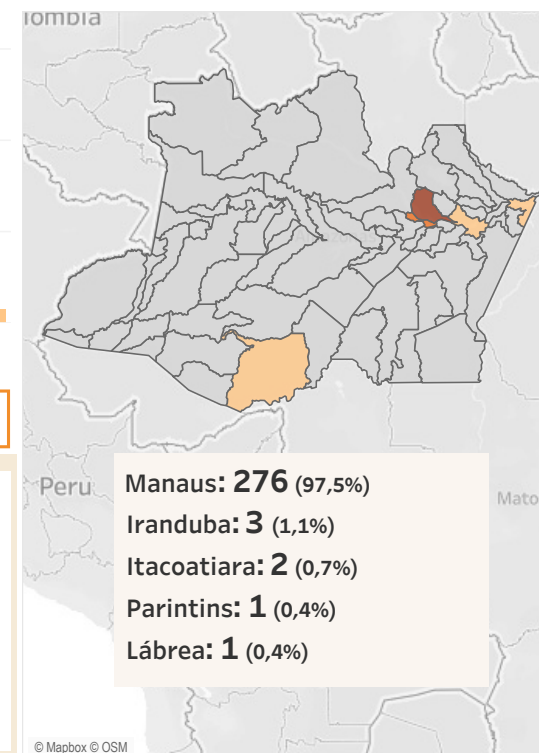 lombia
Peru
Mato
Manaus: 276 (97,5%)
Iranduba: 3 (1,1%)
Itacoatiara: 2 (0,7%)
Parintins: 1 (0,4%)
Lábrea: 1 (0,4%)
© Mapbox © OSM